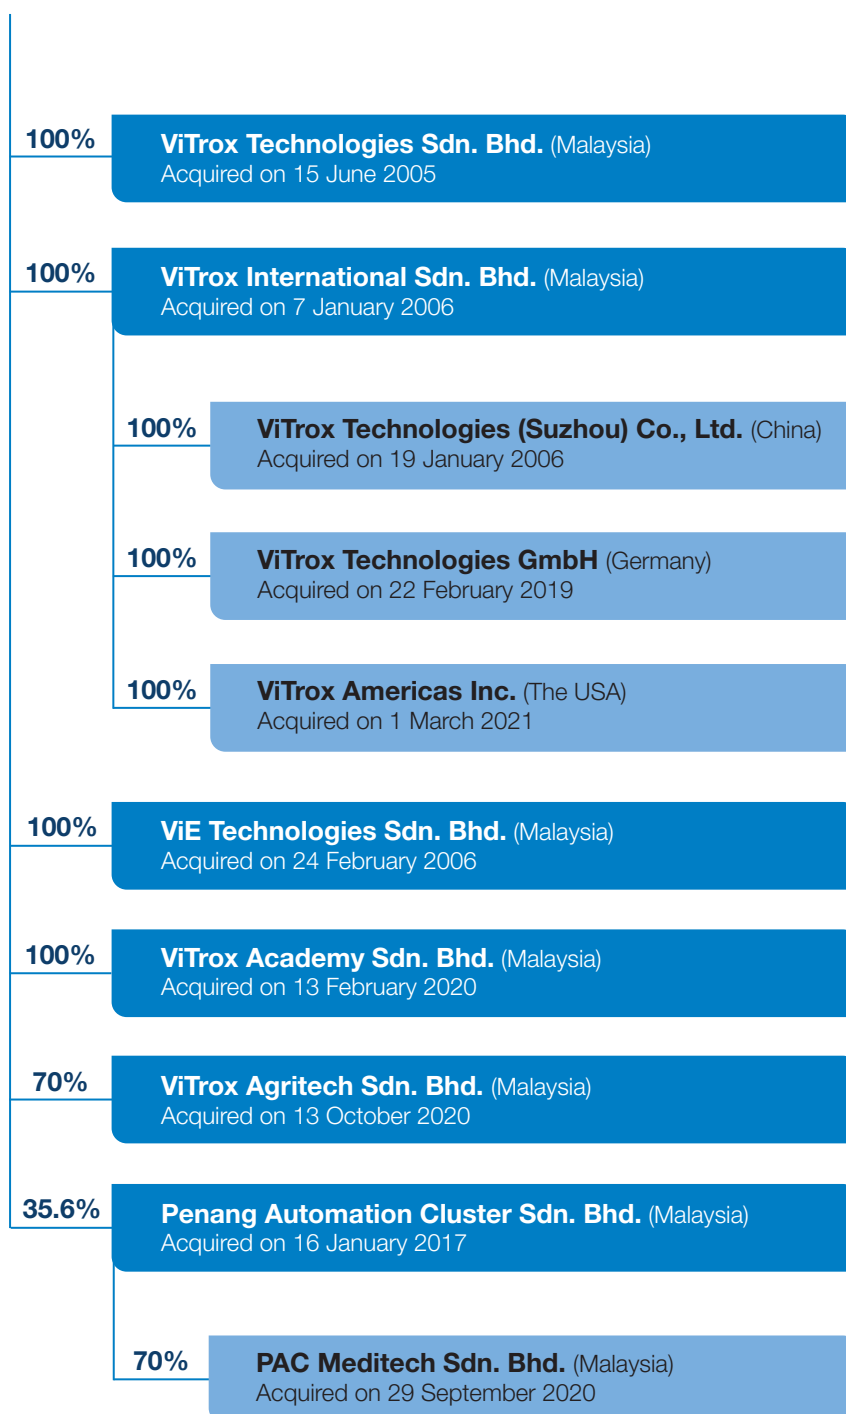 100%
ViTrox Technologies Sdn. Bhd. (Malaysia)
Acquired on 15 June 2005
100%
ViTrox International Sdn. Bhd. (Malaysia)
Acquired on 7 January 2006
100%
ViTrox Technologies (Suzhou) Co., Ltd. (China)
Acquired on 19 January 2006
100%
ViTrox Technologies GmbH (Germany)
Acquired on 22 February 2019
100%
ViTrox Americas Inc. (The USA)
Acquired on 1 March 2021
100%
ViE Technologies Sdn. Bhd. (Malaysia)
Acquired on 24 February 2006
100%
ViTrox Academy Sdn. Bhd. (Malaysia)
Acquired on 13 February 2020
70%
ViTrox Agritech Sdn. Bhd. (Malaysia)
Acquired on 13 October 2020
35.6%
Penang Automation Cluster Sdn. Bhd. (Malaysia)
Acquired on 16 January 2017
70%
PAC Meditech Sdn. Bhd. (Malaysia)
Acquired on 29 September 2020